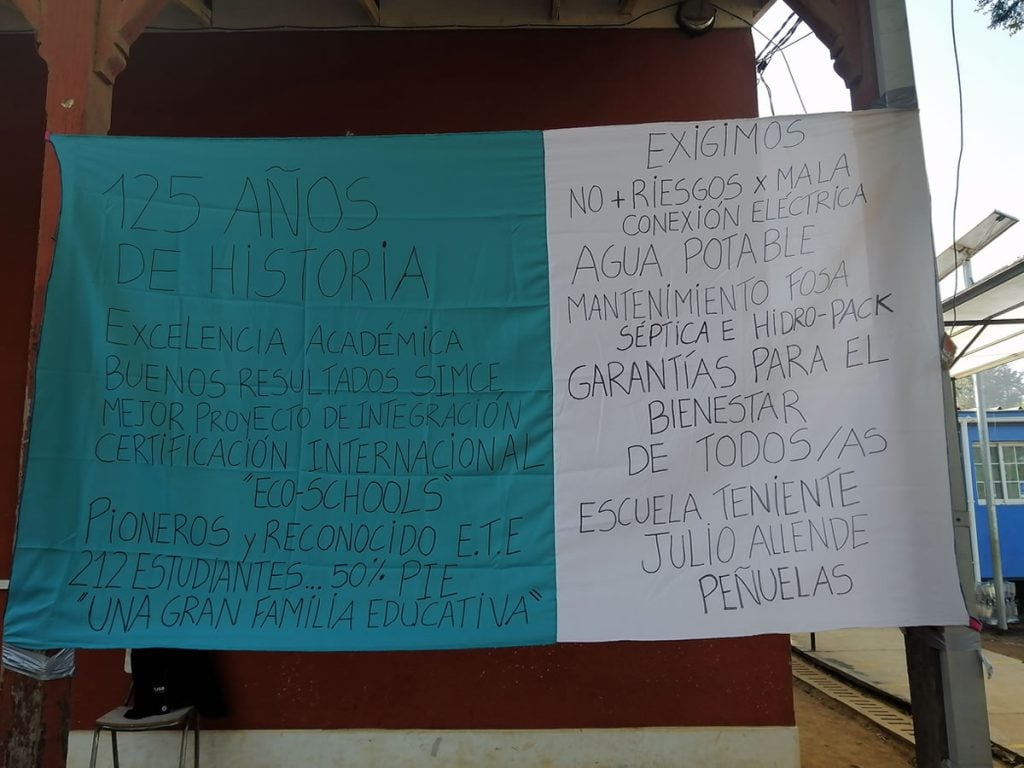 125 AÑOS
DE HISTORIA
EXCELENCIA ACADÉMICA
BUENOS RESULTADOS SIMCE
MEJOR PROYECTO DE INTEGRACIÓN
CERTIFICACIÓN INTERNACIONAL
"ECO-SCHOOLS"
PIONEROS y RECONOCIDO E.T.E
212 ESTUDIANTES... 50% PIE
"UNA GRAN FAMILIA EDUCATIVA"
EXIGIMOS
NO + RIESGOS x MALA
CONEXIÓN ELÉCTRICA
AGUA POTABLE
MANTENIMIENTO FOSA
SÉPTICA E HIDRO-PACK
GARANTÍAS PARA EL
BIENESTAR
DE TODOS/AS
ESCUELA TENIENTE
JULIO ALLENDE
PEÑUELAS